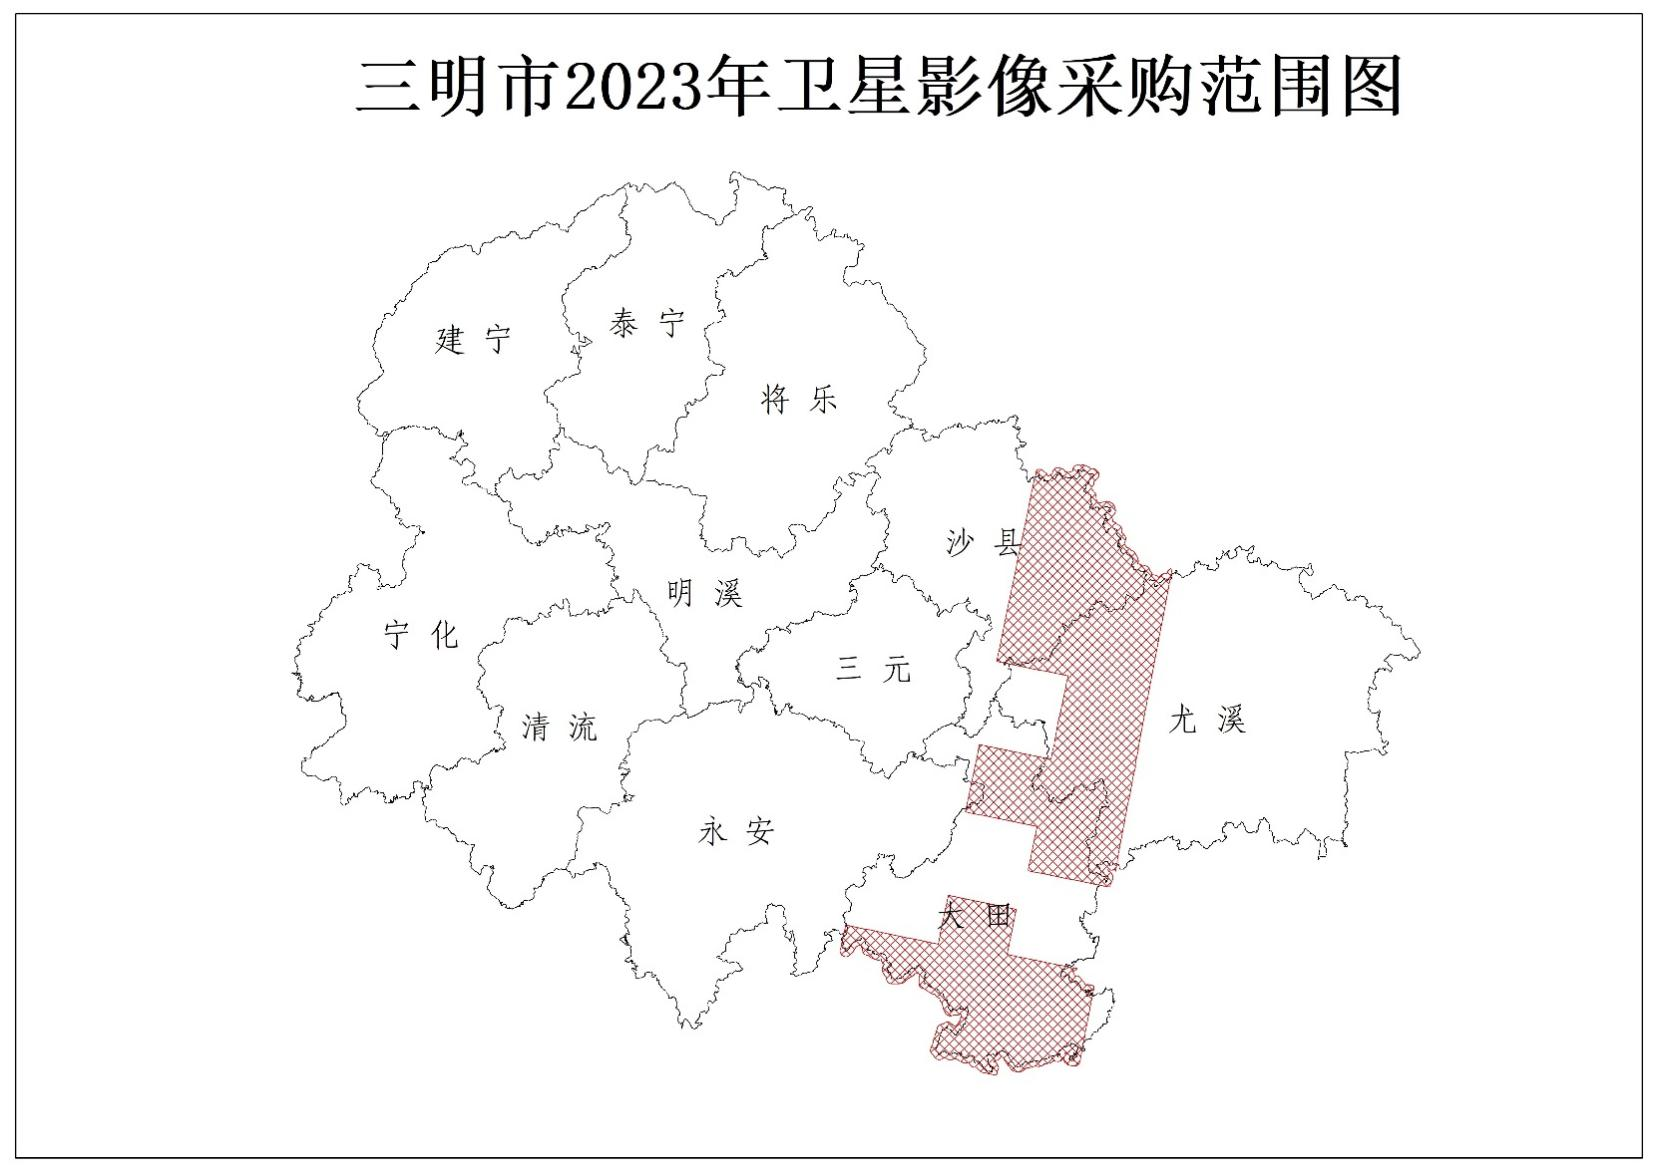 三明市2023年卫星影像采购范围图
泰宁
建宁
将乐
沙县
明溪
宁化
三元
尤溪
清流
永安
大田